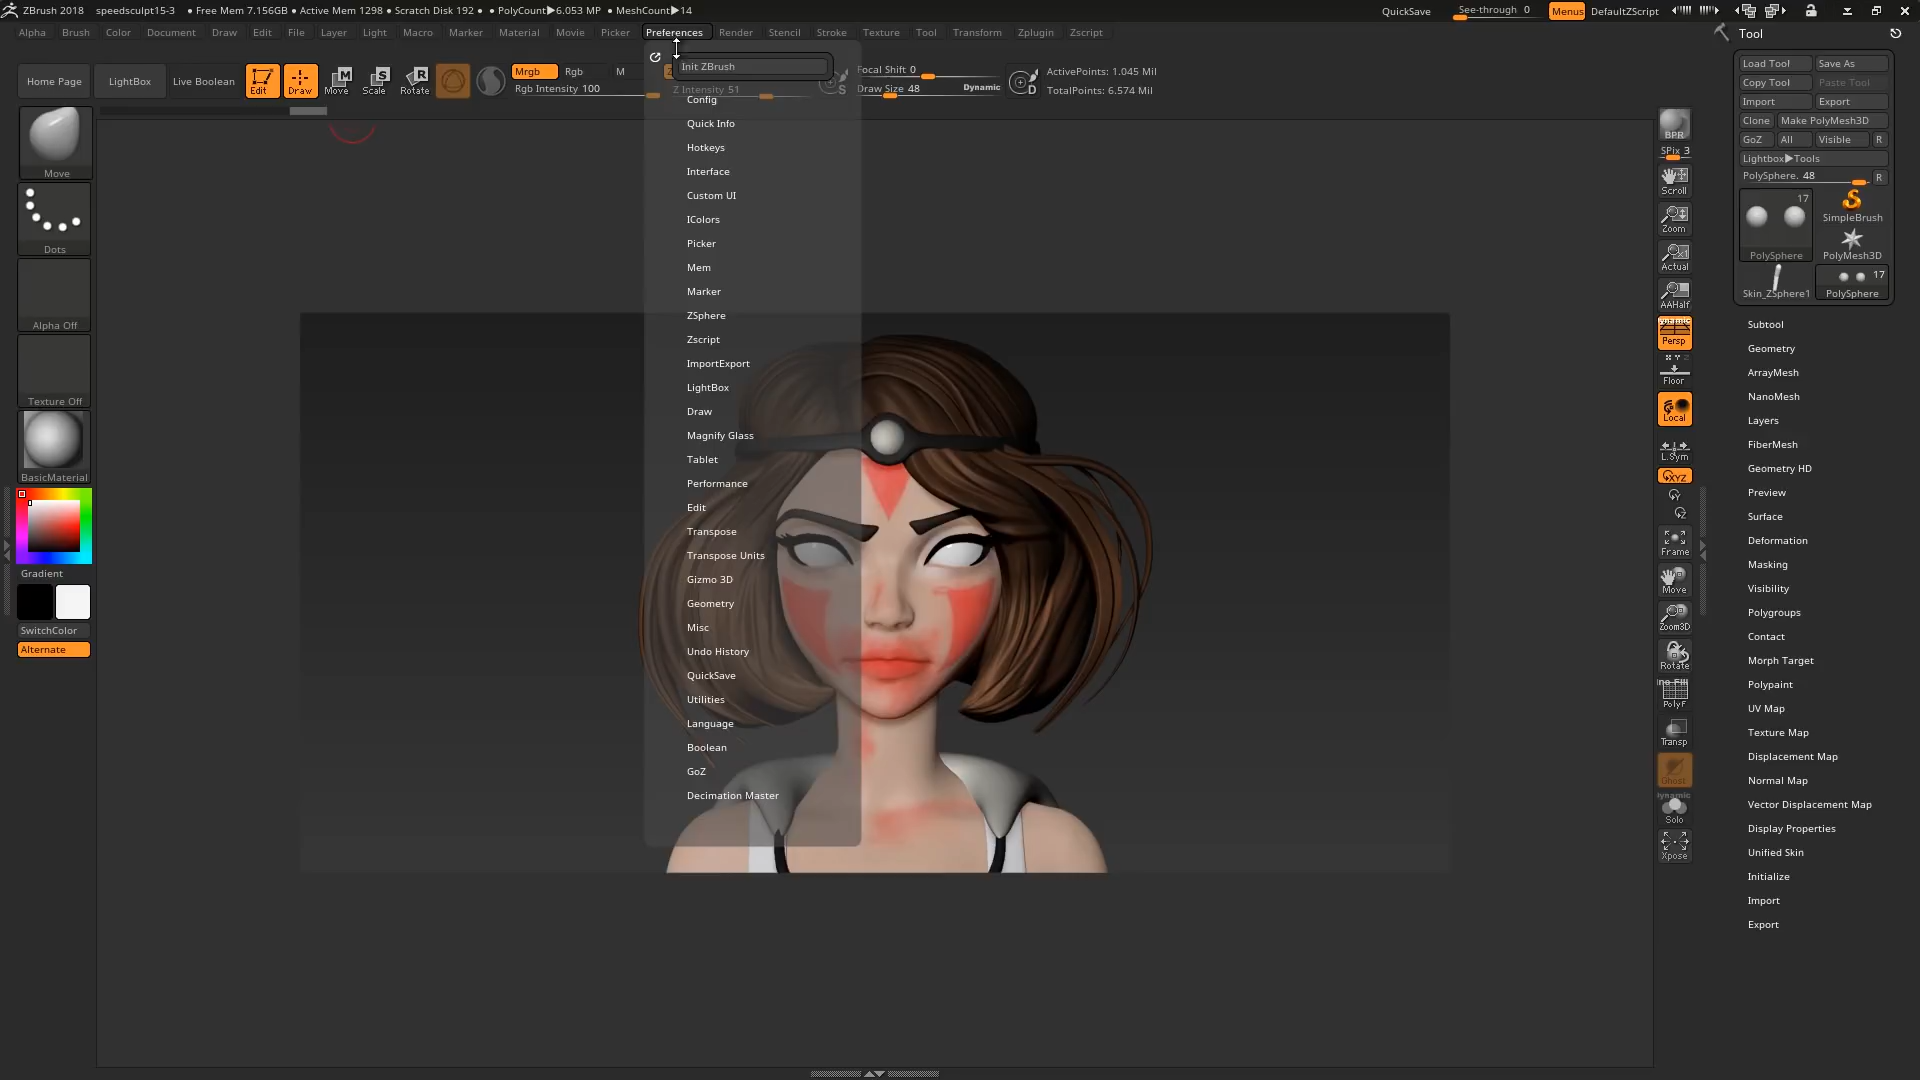 ZBrush 2018 speedsculpt15-3 • Free Mem 7.156GB • Active Mem 1298 • Scratch Disk 192 • • PolyCount▶6.053 MP • MeshCount▶14
QuickSave See-through 0 Menus DefaultZScript
Alpha Brush Color Document Draw Edit File Layer Light Macro Marker Material Movie Picker Preferences Render Stencil Stroke Texture Tool Transform Zplugin Zscript
Home Page LightBox Live Boolean Edit Draw Move Scale Rotate
Mrgb Rgb M
Rgb Intensity 100
Z Intensity 51
Focal Shift 0
Draw Size 48 Dynamic
ActivePoints: 1.045 Mil
TotalPoints: 6.574 Mil
Move
Dots
Alpha Off
Texture Off
BasicMaterial
Gradient
SwitchColor
Alternate
Init ZBrush
Config
Quick Info
Hotkeys
Interface
Custom UI
IColors
Picker
Mem
Marker
ZSphere
Zscript
ImportExport
LightBox
Draw
Magnify Glass
Tablet
Performance
Edit
Transpose
Transpose Units
Gizmo 3D
Geometry
Misc
Undo History
QuickSave
Utilities
Language
Boolean
GoZ
Decimation Master
BPR
SPix 3
Scroll
Zoom
Actual
AAHalf
Persp
Floor
Local
L.Sym
XYZ
Frame
Move
Zoom3D
Rotate
PolyF
Transp
Ghost
Dynamic
Solo
Xpose
Tool
Load Tool Save As
Copy Tool Paste Tool
Import Export
Clone Make PolyMesh3D
GoZ All Visible R
Lightbox▶Tools
PolySphere. 48 R
17
SimpleBrush
PolySphere PolyMesh3D
17
Skin_ZSphere1 PolySphere
Subtool
Geometry
ArrayMesh
NanoMesh
Layers
FiberMesh
Geometry HD
Preview
Surface
Deformation
Masking
Visibility
Polygroups
Contact
Morph Target
Polypaint
UV Map
Texture Map
Displacement Map
Normal Map
Vector Displacement Map
Display Properties
Unified Skin
Initialize
Import
Export